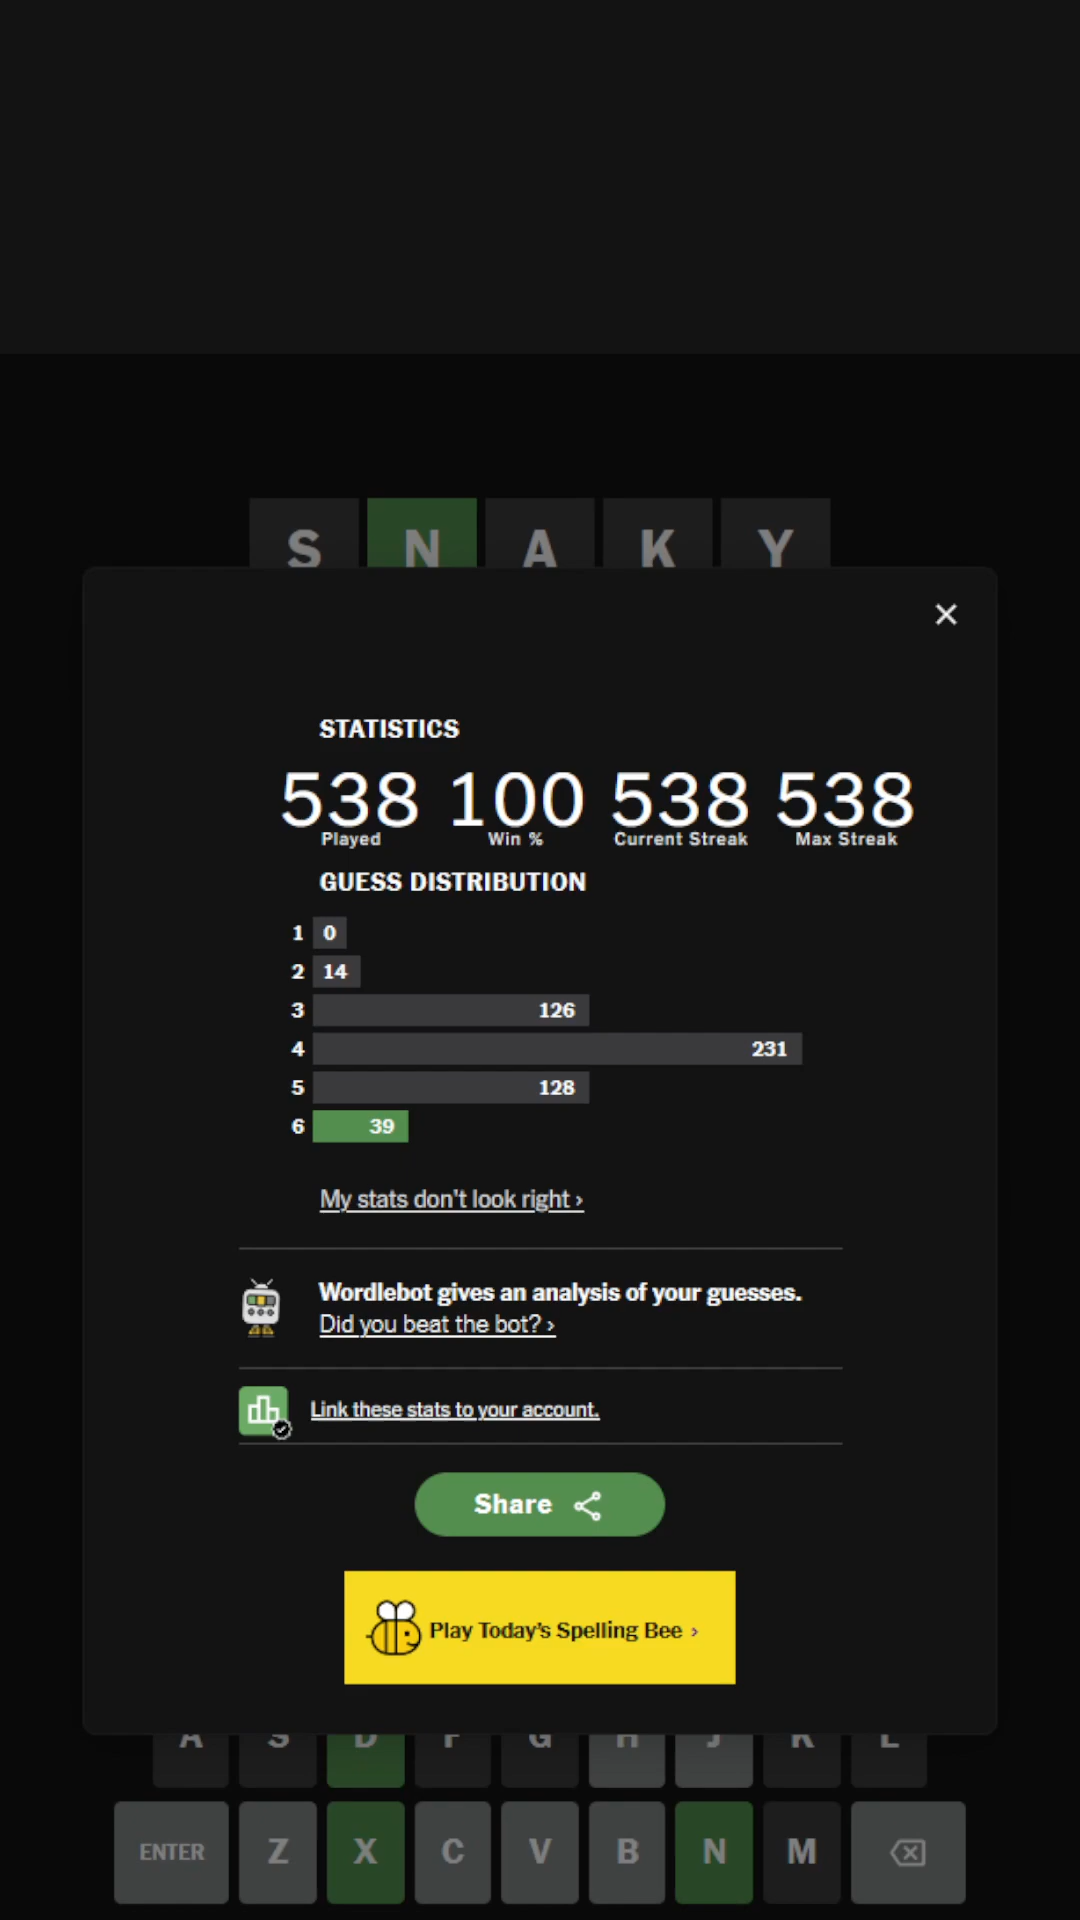 S N A K Y
STATISTICS
538 100 538 538
Played Win % Current Streak Max Streak
GUESS DISTRIBUTION
1 0
2 14
3 126
4 231
5 128
6 39
My stats don't look right ›
Wordlebot gives an analysis of your guesses.
Did you beat the bot? ›
Link these stats to your account.
Share
Play Today's Spelling Bee ›
A S D F G H J K L
ENTER Z X C V B N M